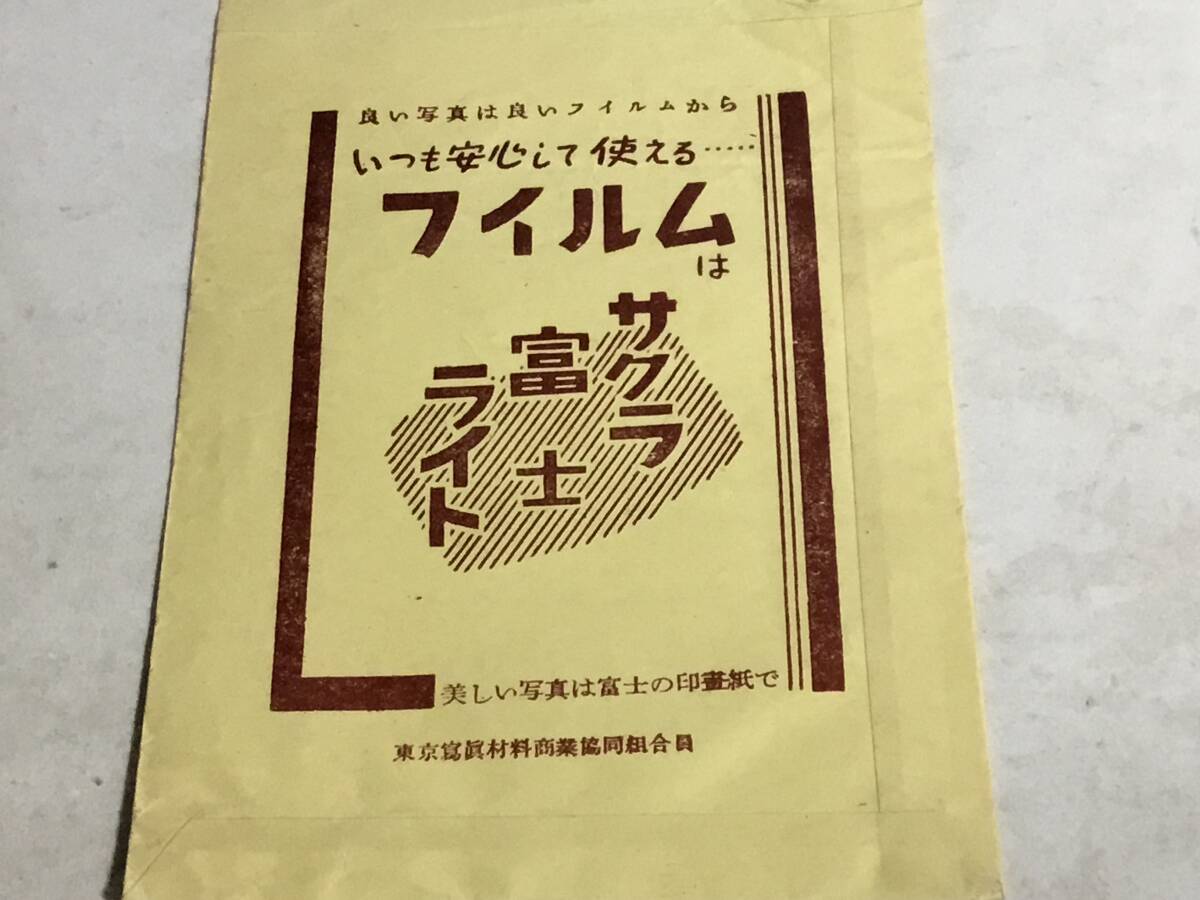 良い写真は良いフイルムから
いつも安心して使える……
フイルムは
サクラ
富士
ライト
美しい写真は富士の印畫紙で
東京寫眞材料商業協同組合員